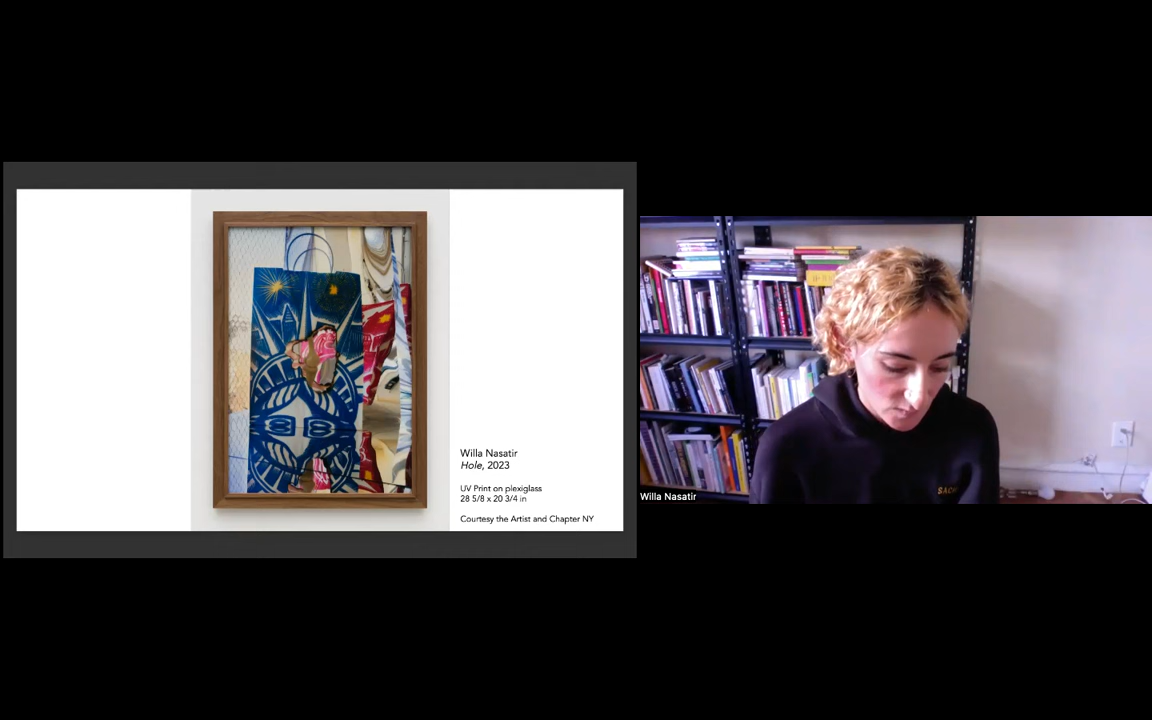 Willa Nasatir
Hole, 2023
UV Print on plexiglass
28 5/8 x 20 3/4 in
Courtesy the Artist and Chapter NY
Willa Nasatir